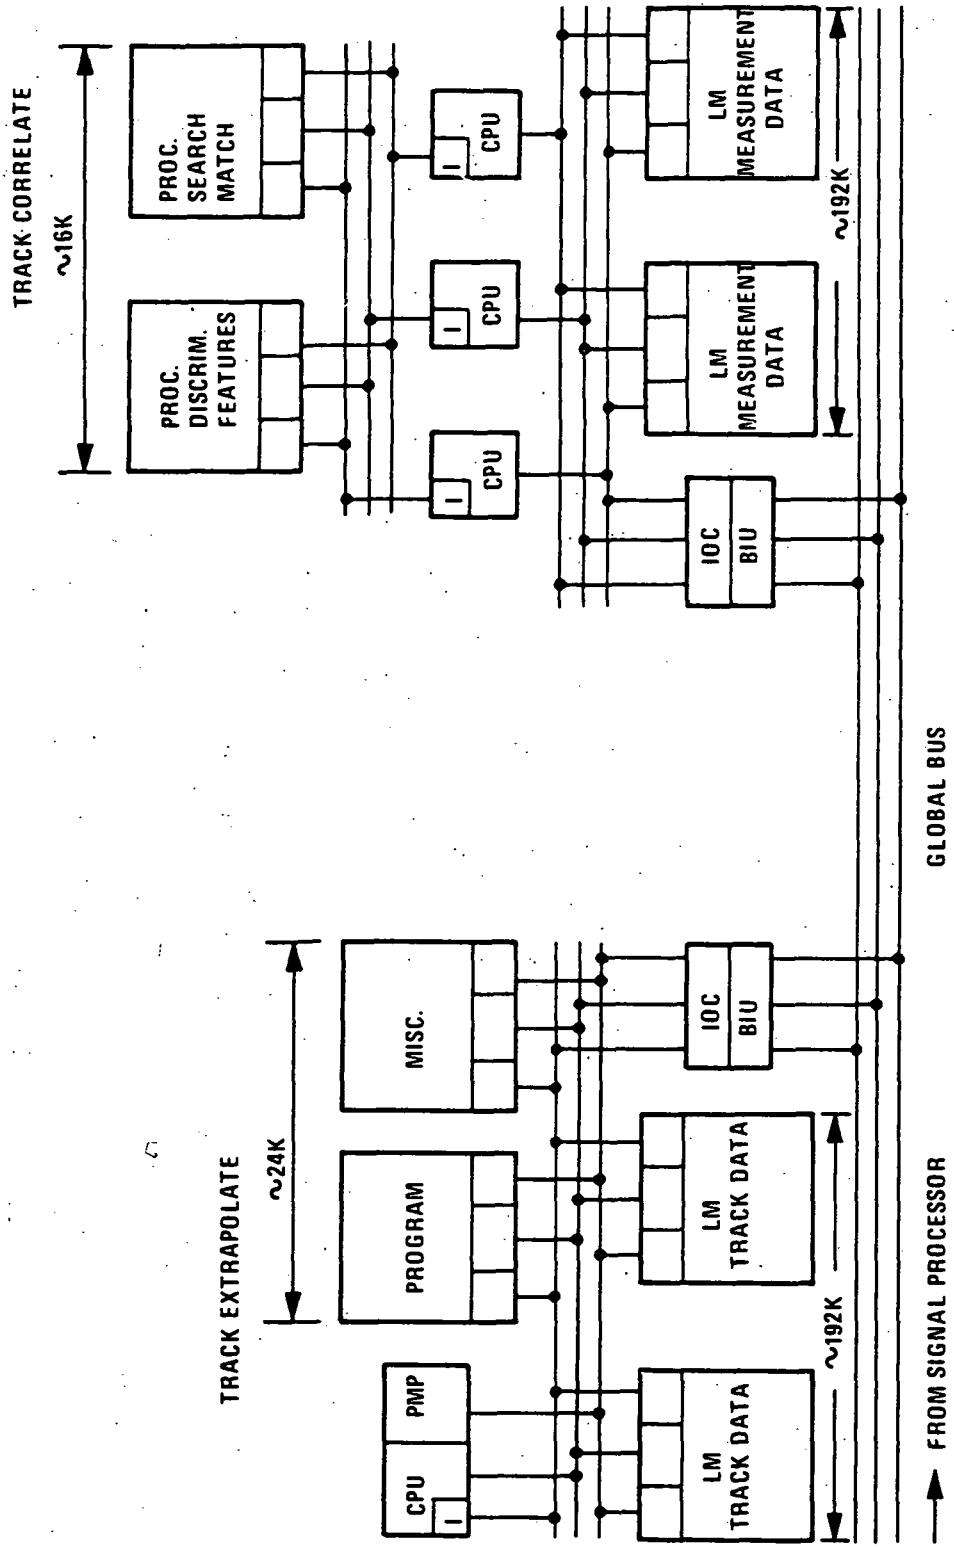 TRACK EXTRAPOLATE
~24K
CPU
I
PMP
PROGRAM
MISC.
LM
TRACK DATA
LM
TRACK DATA
~192K
IOC
BIU
TRACK CORRELATE
~16K
PROC.
DISCRIM.
FEATURES
PROC.
SEARCH
MATCH
I
CPU
I
CPU
I
CPU
IOC
BIU
LM
MEASUREMENT
DATA
LM
MEASUREMENT
DATA
~192K
FROM SIGNAL PROCESSOR
GLOBAL BUS